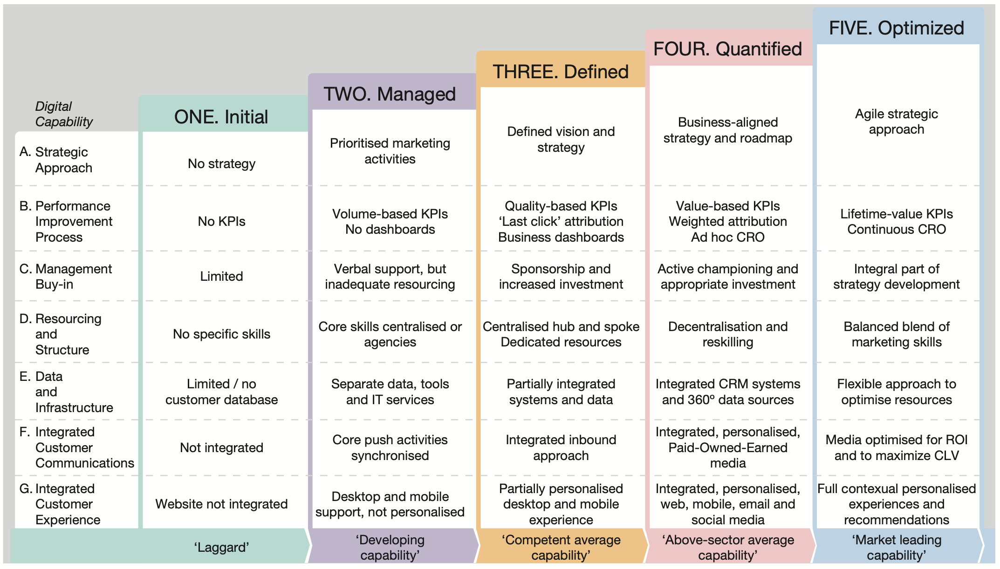 FIVE. Optimized
FOUR. Quantified
THREE. Defined
TWO. Managed
ONE. Initial
Digital
Capability
A. Strategic
Approach
No strategy
Prioritised marketing
activities
Defined vision and
strategy
Business-aligned
strategy and roadmap
Agile strategic
approach
B. Performance
Improvement
Process
No KPIs
Volume-based KPIs
No dashboards
Quality-based KPIs
‘Last click’ attribution
Business dashboards
Value-based KPIs
Weighted attribution
Ad hoc CRO
Lifetime-value KPIs
Continuous CRO
C. Management
Buy-in
Limited
Verbal support, but
inadequate resourcing
Sponsorship and
increased investment
Active championing and
appropriate investment
Integral part of
strategy development
D. Resourcing
and
Structure
No specific skills
Core skills centralised or
agencies
Centralised hub and spoke
Dedicated resources
Decentralisation and
reskilling
Balanced blend of
marketing skills
E. Data
and
Infrastructure
Limited / no
customer database
Separate data, tools
and IT services
Partially integrated
systems and data
Integrated CRM systems
and 360º data sources
Flexible approach to
optimise resources
F. Integrated
Customer
Communications
Not integrated
Core push activities
synchronised
Integrated inbound
approach
Integrated, personalised,
Paid-Owned-Earned
media
Media optimised for ROI
and to maximize CLV
G. Integrated
Customer
Experience
Website not integrated
Desktop and mobile
support, not personalised
Partially personalised
desktop and mobile
experience
Integrated, personalised,
web, mobile, email and
social media
Full contexual personalised
experiences and
recommendations
‘Laggard’
‘Developing
capability’
‘Competent average
capability’
‘Above-sector average
capability’
‘Market leading
capability’